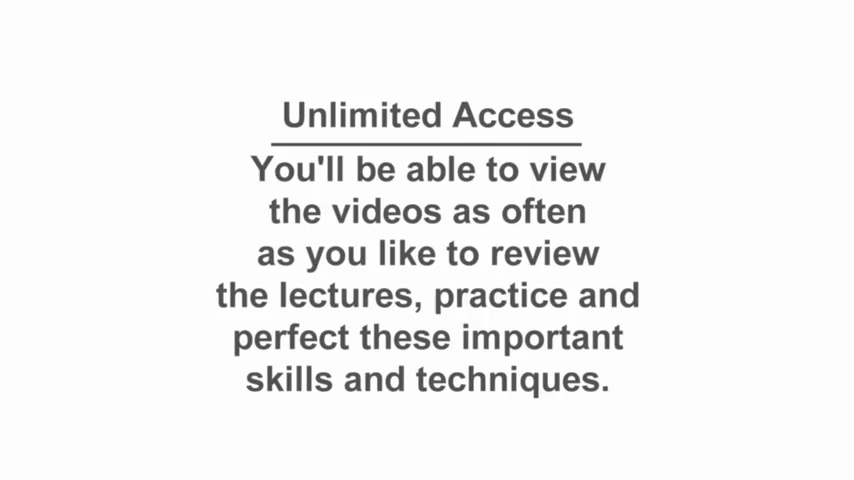 Unlimited Access
You'll be able to view
the videos as often
as you like to review
the lectures, practice and
perfect these important
skills and techniques.